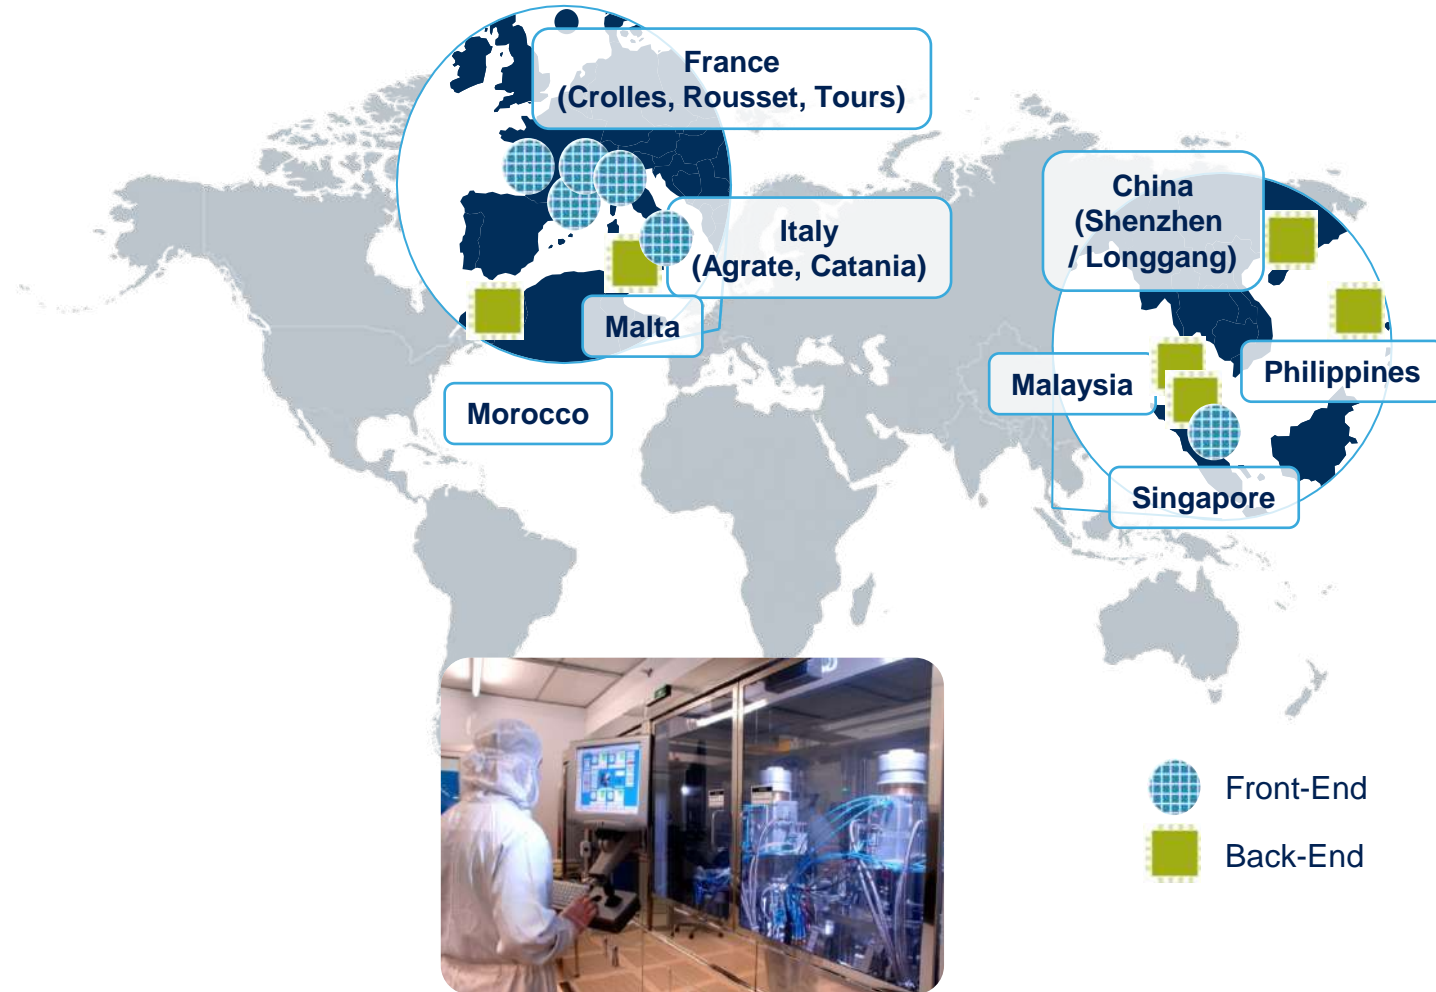 France
(Crolles, Rousset, Tours)
China
(Shenzhen
/ Longgang)
Italy
(Agrate, Catania)
Malta
Morocco
Malaysia
Philippines
Singapore
Front-End
Back-End